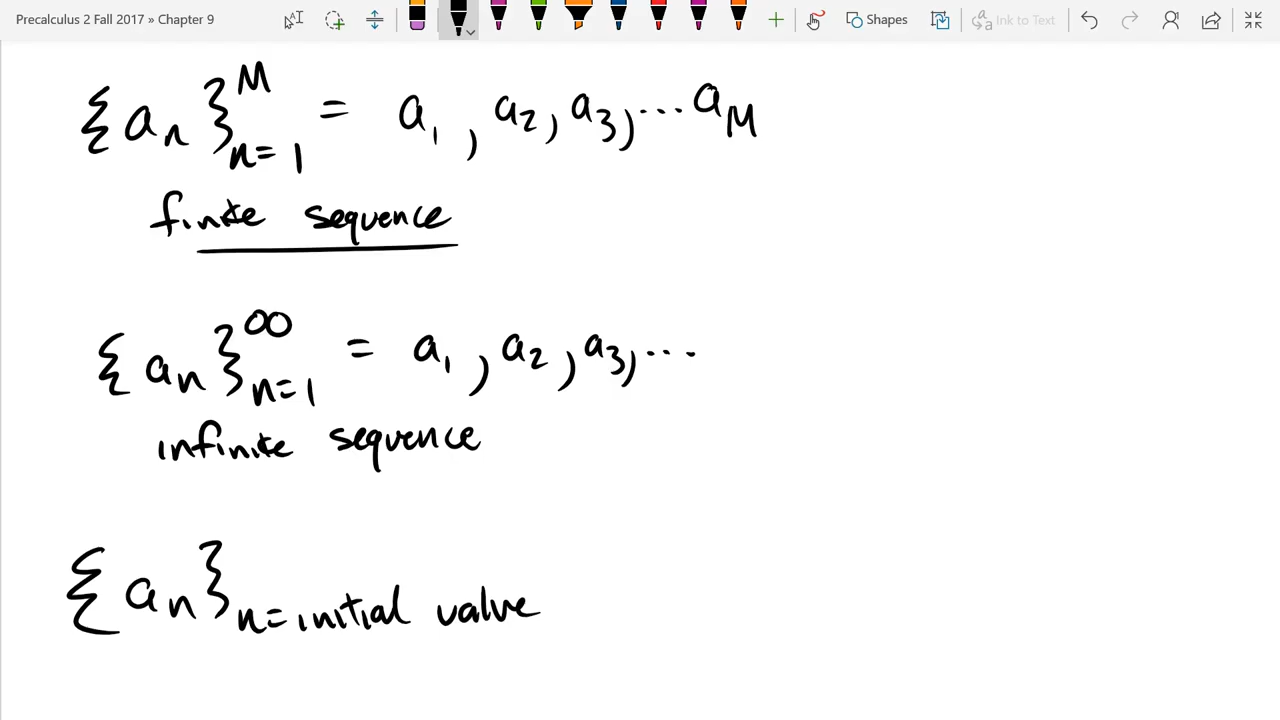 Precalculus 2 Fall 2017 » Chapter 9
Shapes
Ink to Text
{a_n}_{n=1}^{M} = a_1, a_2, a_3, ... a_M
finite sequence
{a_n}_{n=1}^{∞} = a_1, a_2, a_3, ...
infinite sequence
{a_n}_{n=initial value}